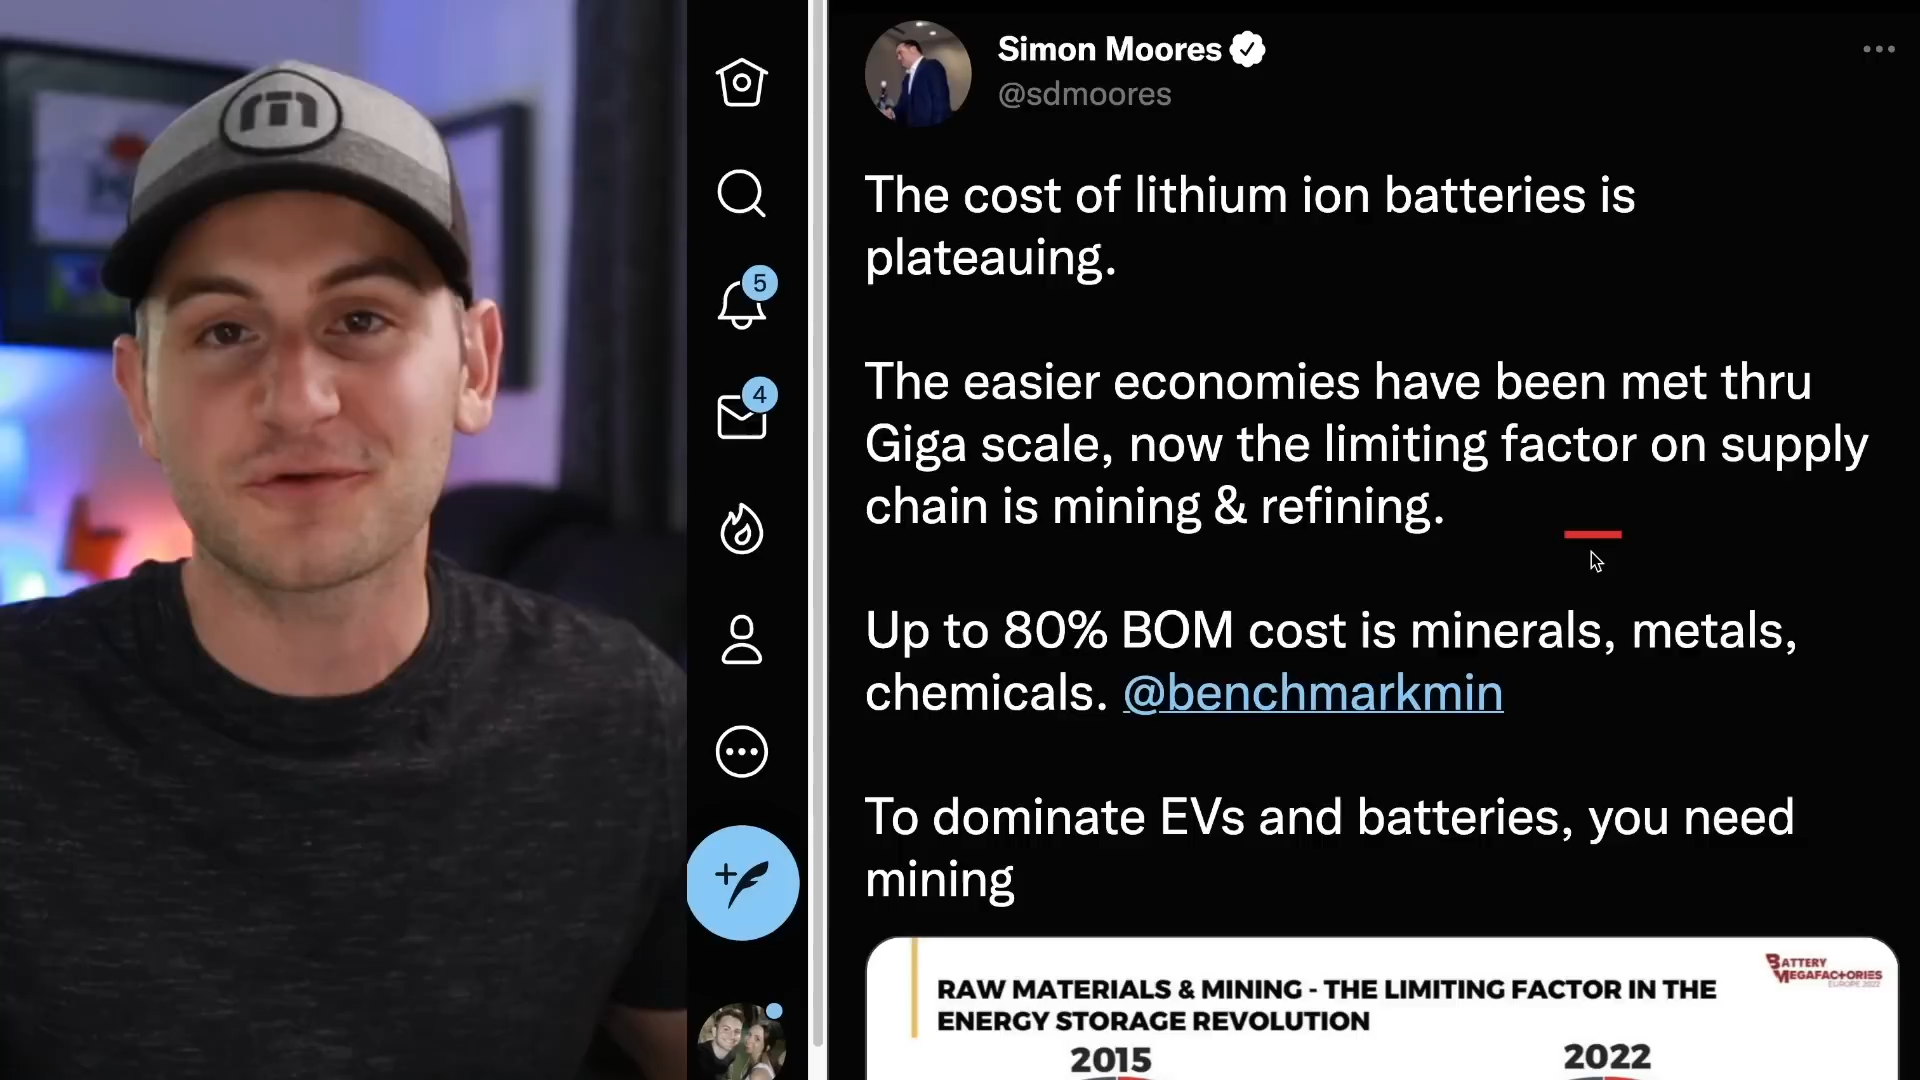 Simon Moores
@sdmoores
The cost of lithium ion batteries is
plateauing.
The easier economies have been met thru
Giga scale, now the limiting factor on supply
chain is mining & refining.
Up to 80% BOM cost is minerals, metals,
chemicals. @benchmarkmin
To dominate EVs and batteries, you need
mining
BATTERY
MEGAFACTORIES
EUROPE 2022
RAW MATERIALS & MINING - THE LIMITING FACTOR IN THE
ENERGY STORAGE REVOLUTION
2015
2022
5
4
m